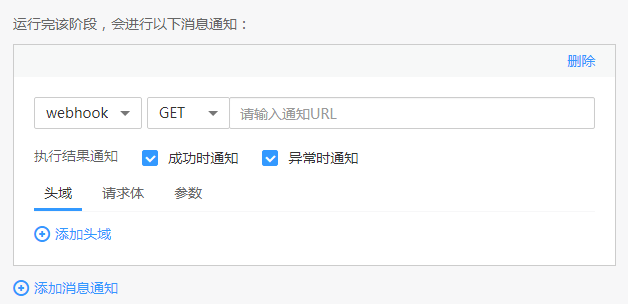 运行完该阶段，会进行以下消息通知：
删除
webhook GET 请输入通知URL
执行结果通知 成功时通知 异常时通知
头域 请求体 参数
添加头域
添加消息通知